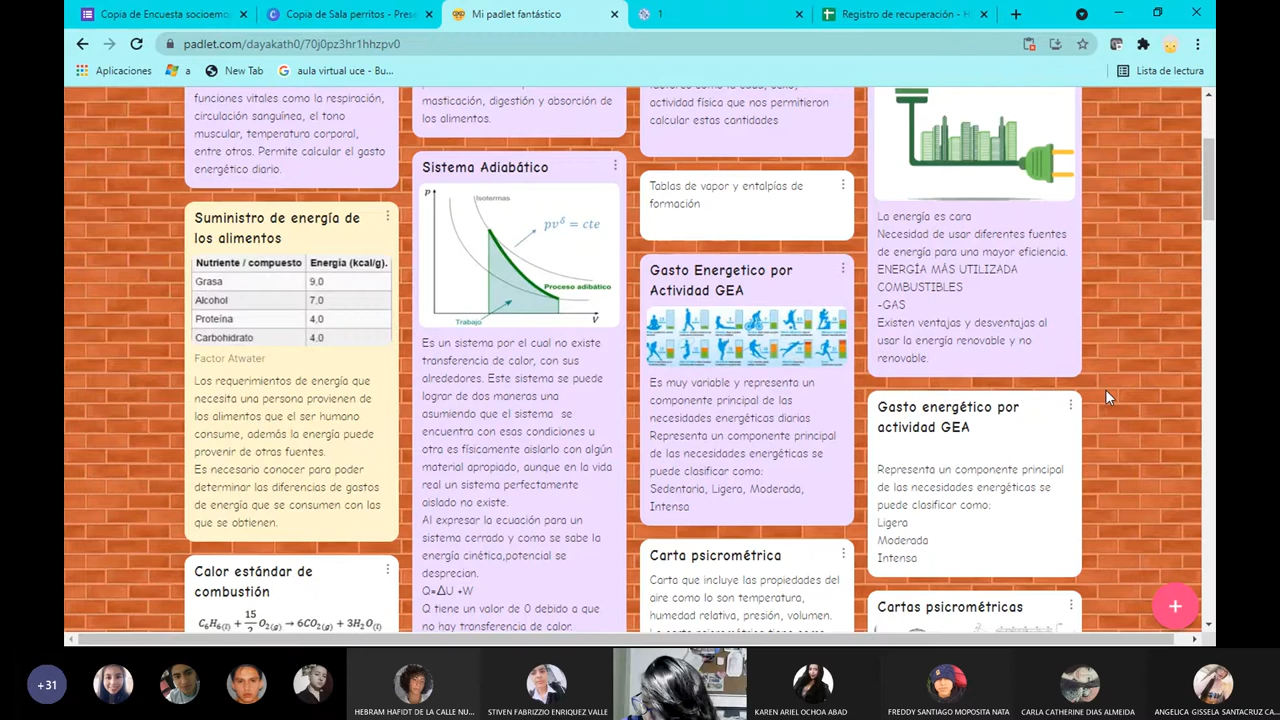 Copia de Encuesta socioem
Copia de Sala perritos - Prese
Mi padlet fantástico
1
Registro de recuperación - H
padlet.com/dayakath0/70j0pz3hr1hhzpv0
Aplicaciones
a
New Tab
aula virtual uce - Bu...
Lista de lectura
funciones vitales como la respiración,
circulación sanguínea, el tono
muscular, temperatura corporal,
entre otros. Permite calcular el gasto
energético diario.
Suministro de energía de
los alimentos
Nutriente / compuesto Energía (kcal/g).
Grasa 9,0
Alcohol 7,0
Proteína 4,0
Carbohidrato 4.0
Factor Atwater
Los requerimientos de energía que
necesita una persona provienen de
los alimentos que el ser humano
consume, además la energía puede
provenir de otras fuentes.
Es necesario conocer para poder
determinar las diferencias de gastos
de energía que se consumen con las
que se obtienen.
Calor estándar de
combustión
C₆H₆(l) + 15/2 O₂(g) → 6CO₂(g) + 3H₂O(l)
masticación, digestión y absorción de
los alimentos.
Sistema Adiabático
P
Isotermas
pv^δ = cte
Proceso adibático
Trabajo
V
Es un sistema por el cual no existe
transferencia de calor, con sus
alrededores. Este sistema se puede
lograr de dos maneras una
asumiendo que el sistema se
encuentra con esas condiciones u
otra es físicamente aislarlo con algún
material apropiado, aunque en la vida
real un sistema perfectamente
aislado no existe.
Al expresar la ecuación para un
sistema cerrado y como se sabe la
energía cinética,potencial se
desprecian.
Q=∆U +W
Q tiene un valor de 0 debido a que
no hay transferencia de calor.
actividad física que nos permitieron
calcular estas cantidades
Tablas de vapor y entalpías de
formación
Gasto Energetico por
Actividad GEA
Es muy variable y representa un
componente principal de las
necesidades energéticas diarias
Representa un componente principal
de las necesidades energéticas se
puede clasificar como:
Sedentaria, Ligera, Moderada,
Intensa
Carta psicrométrica
Carta que incluye las propiedades del
aire como lo son temperatura,
humedad relativa, presión, volumen.
La energía es cara
Necesidad de usar diferentes fuentes
de energía para una mayor eficiencia.
ENERGÍA MÁS UTILIZADA
COMBUSTIBLES
-GAS
Existen ventajas y desventajas al
usar la energía renovable y no
renovable.
Gasto energético por
actividad GEA
Representa un componente principal
de las necesidades energéticas se
puede clasificar como:
Ligera
Moderada
Intensa
Cartas psicrométricas
+31
HEBRAM HAFIDT DE LA CALLE NU...
STIVEN FABRIZZIO ENRIQUEZ VALLE
KAREN ARIEL OCHOA ABAD
FREDDY SANTIAGO MOPOSITA NATA
CARLA CATHERINE DIAS ALMEIDA
ANGELICA GISSELA SANTACRUZ CA...